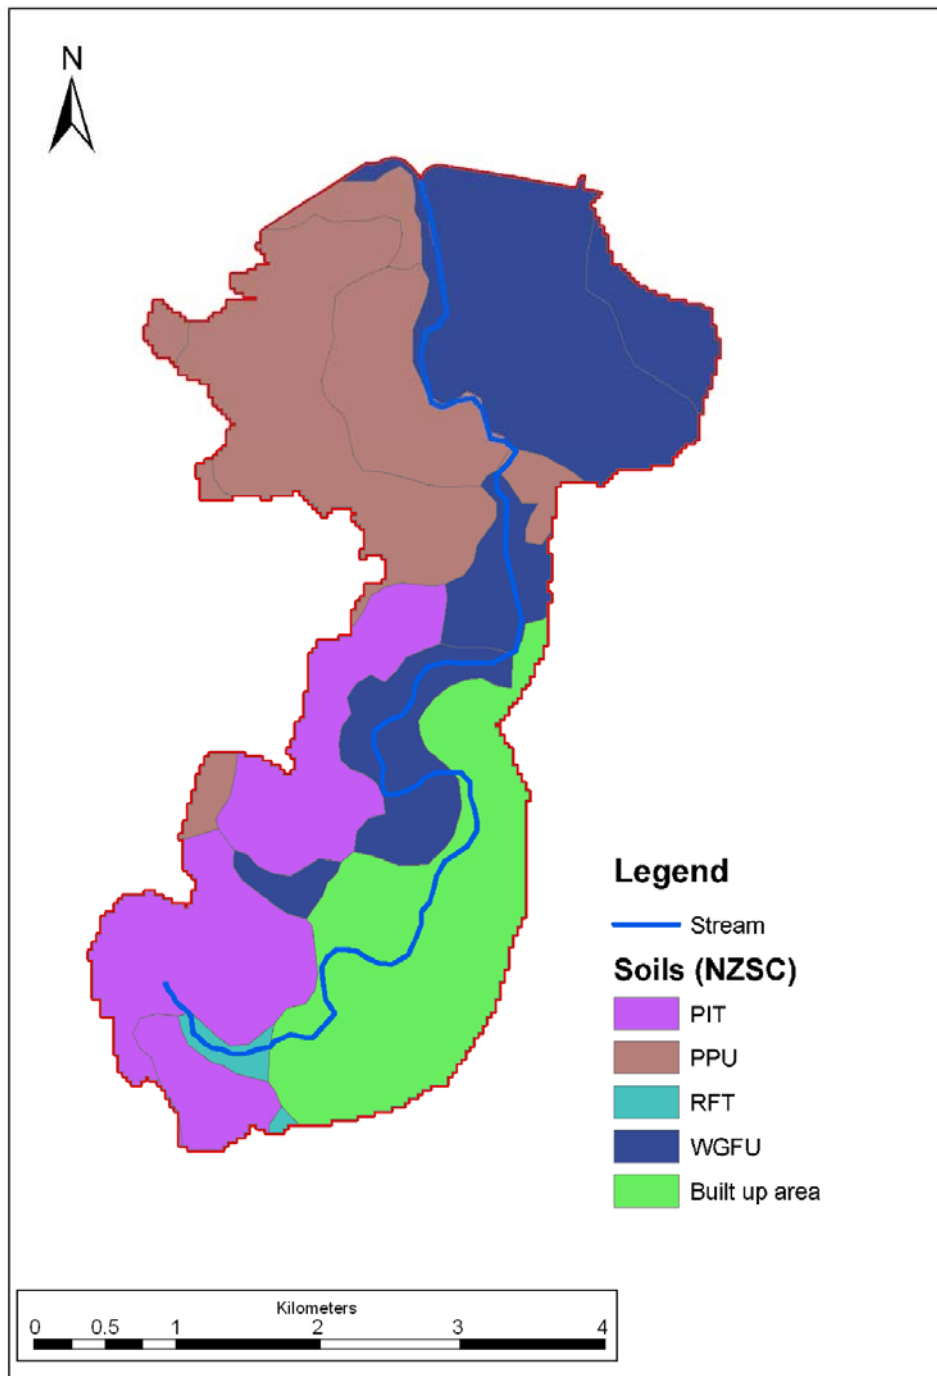 N
Legend
Stream
Soils (NZSC)
PIT
PPU
RFT
WGFU
Built up area
Kilometers
0 0.5 1 2 3 4